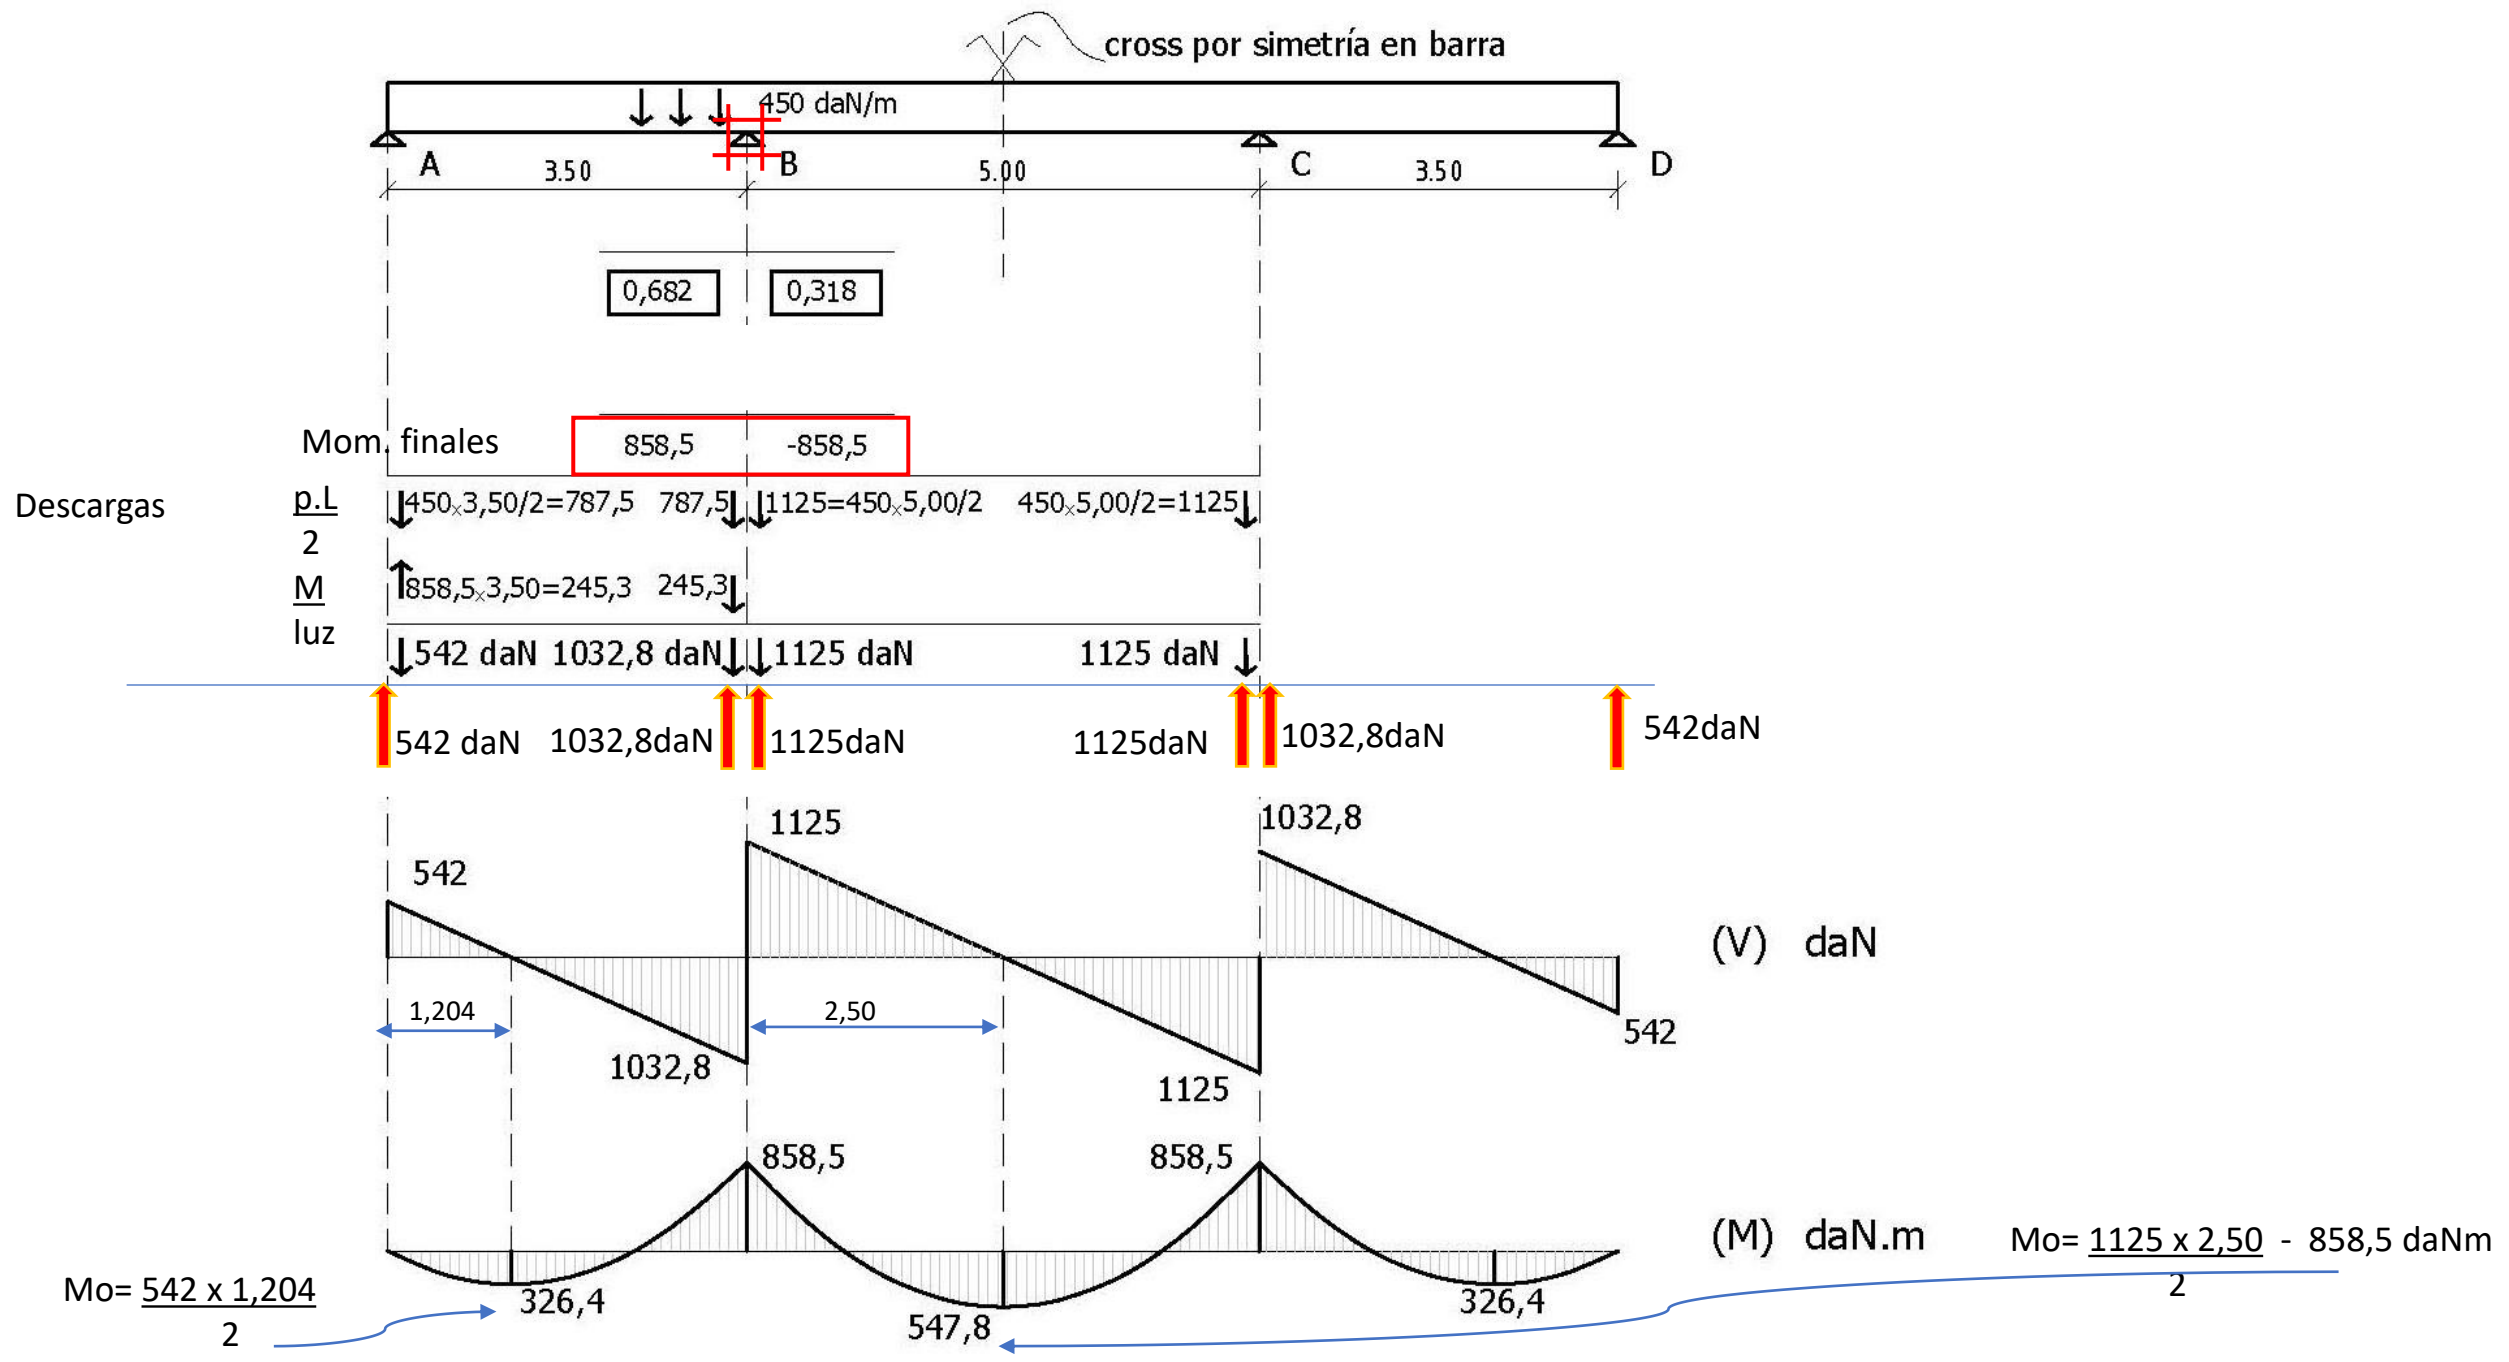 cross por simetría en barra
450 daN/m
A
B
C
D
3.50
5.00
3.50
0,682
0,318
Mom. finales
858,5
-858,5
Descargas
p.L
2
450x3,50/2=787,5
787,5
1125=450x5,00/2
450x5,00/2=1125
M
luz
858,5x3,50=245,3
245,3
542 daN
1032,8 daN
1125 daN
1125 daN
542 daN
1032,8daN
1125daN
1125daN
1032,8daN
542daN
542
1125
1032,8
(V) daN
1,204
2,50
1032,8
1125
542
858,5
858,5
(M) daN.m
Mo= 1125 x 2,50 - 858,5 daNm
2
Mo= 542 x 1,204
2
326,4
547,8
326,4